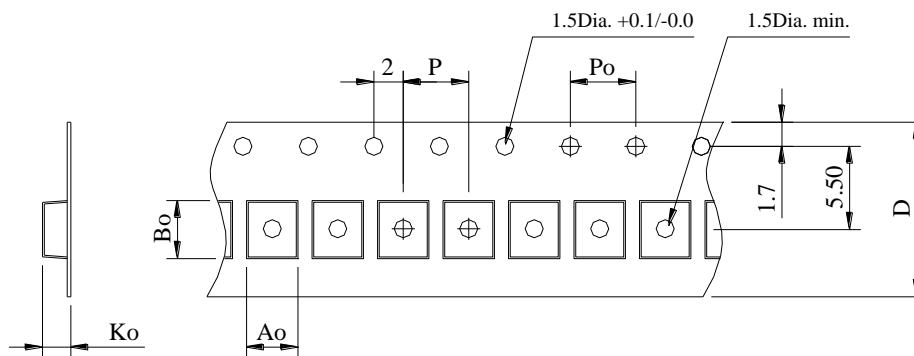 1.5Dia. +0.1/-0.0
1.5Dia. min.
2
P
Po
1.7
5.50
D
Bo
Ko
Ao